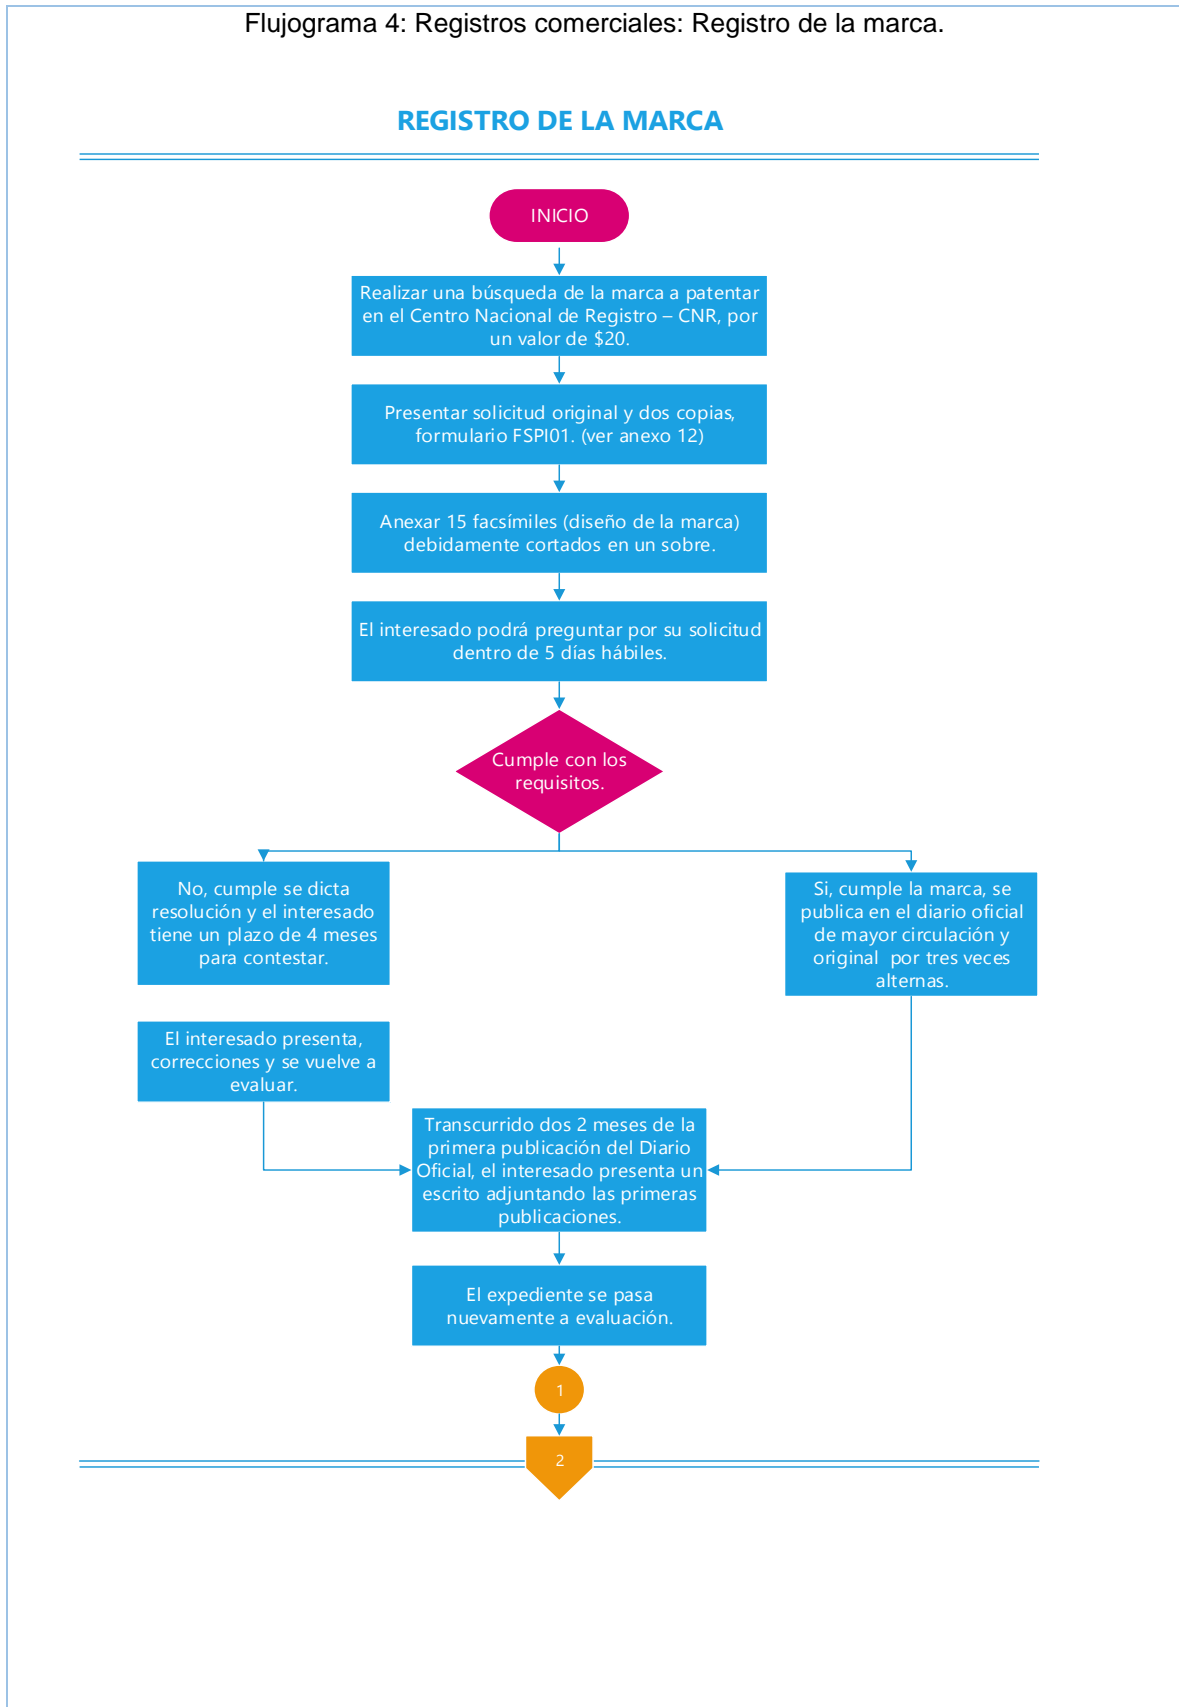 Flujograma 4: Registros comerciales: Registro de la marca.
REGISTRO DE LA MARCA
INICIO
Realizar una búsqueda de la marca a patentar
en el Centro Nacional de Registro – CNR, por
un valor de $20.
Presentar solicitud original y dos copias,
formulario FSPI01. (ver anexo 12)
Anexar 15 facsímiles (diseño de la marca)
debidamente cortados en un sobre.
El interesado podrá preguntar por su solicitud
dentro de 5 días hábiles.
Cumple con los
requisitos.
No, cumple se dicta
resolución y el interesado
tiene un plazo de 4 meses
para contestar.
Si, cumple la marca, se
publica en el diario oficial
de mayor circulación y
original por tres veces
alternas.
El interesado presenta,
correcciones y se vuelve a
evaluar.
Transcurrido dos 2 meses de la
primera publicación del Diario
Oficial, el interesado presenta un
escrito adjuntando las primeras
publicaciones.
El expediente se pasa
nuevamente a evaluación.
1
2